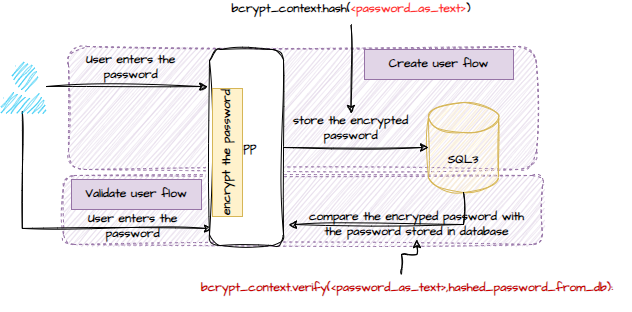 bcrypt_context.hash(<password_as_text>)
User enters the
password
Create user flow
store the encrypted
password
encrypt the password
PP
SQL3
Validate user flow
User enters the
password
compare the encryped password with
the password stored in database
bcrypt_context.verify(<password_as_text>,hashed_password_from_db):